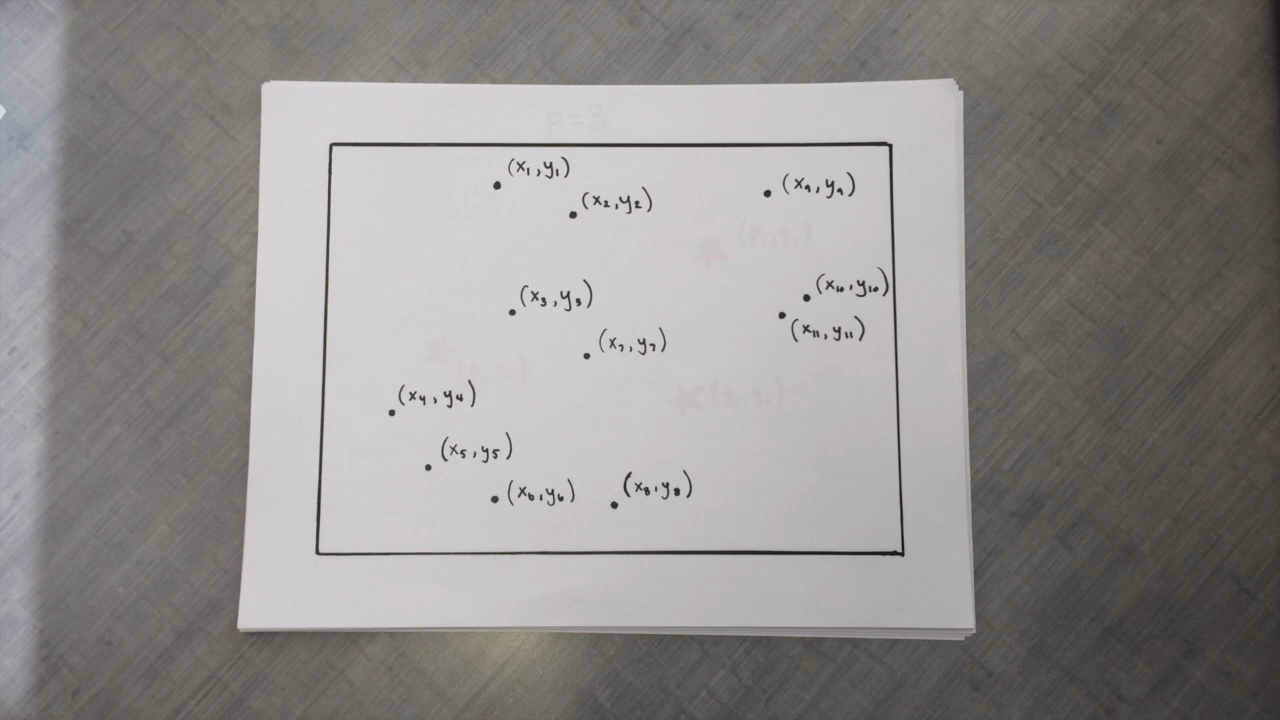 (x₁, y₁)
(x₂, y₂)
(x₉, y₉)
(x₃, y₃)
(x₁₀, y₁₀)
(x₁₁, y₁₁)
(x₇, y₇)
(x₄, y₄)
(x₅, y₅)
(x₆, y₆)
(x₈, y₈)